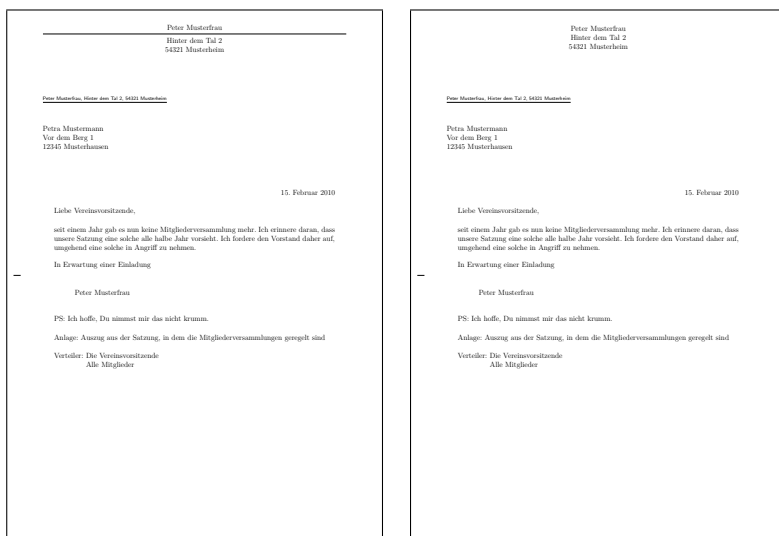 Peter Musterfrau
Hinter dem Tal 2
54321 Musterheim
Peter Musterfrau, Hinter dem Tal 2, 54321 Musterheim
Petra Mustermann
Vor dem Berg 1
12345 Musterhausen
15. Februar 2010
Liebe Vereinsvorsitzende,
seit einem Jahr gab es nun keine Mitgliederversammlung mehr. Ich erinnere daran, dass
unsere Satzung eine solche alle halbe Jahr vorsieht. Ich fordere den Vorstand daher auf,
umgehend eine solche in Angriff zu nehmen.
In Erwartung einer Einladung
Peter Musterfrau
PS: Ich hoffe, Du nimmst mir das nicht krumm.
Anlage: Auszug aus der Satzung, in dem die Mitgliederversammlungen geregelt sind
Verteiler: Die Vereinsvorsitzende
Alle Mitglieder
Peter Musterfrau
Hinter dem Tal 2
54321 Musterheim
Peter Musterfrau, Hinter dem Tal 2, 54321 Musterheim
Petra Mustermann
Vor dem Berg 1
12345 Musterhausen
15. Februar 2010
Liebe Vereinsvorsitzende,
seit einem Jahr gab es nun keine Mitgliederversammlung mehr. Ich erinnere daran, dass
unsere Satzung eine solche alle halbe Jahr vorsieht. Ich fordere den Vorstand daher auf,
umgehend eine solche in Angriff zu nehmen.
In Erwartung einer Einladung
Peter Musterfrau
PS: Ich hoffe, Du nimmst mir das nicht krumm.
Anlage: Auszug aus der Satzung, in dem die Mitgliederversammlungen geregelt sind
Verteiler: Die Vereinsvorsitzende
Alle Mitglieder